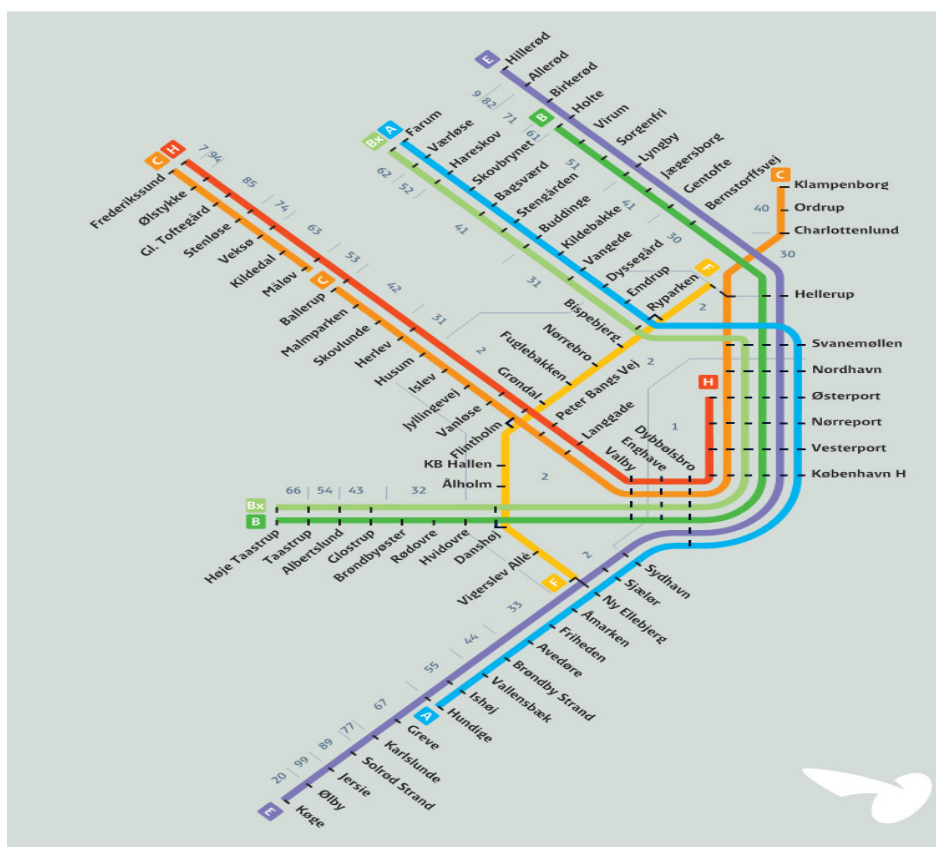 E
Hillerød
Allerød
Birkerød
Holte
Virum
Sorgenfri
Lyngby
Jægersborg
Gentofte
Bernstorffsvej
9
82
71
61
51
41
30
B
A
Bx
Farum
Værløse
Hareskov
Skovbrynet
Bagsværd
Stengården
Buddinge
Kildebakke
Vangede
Dyssegård
Emdrup
Ryparken
62
52
41
31
C
H
7
94
85
74
63
53
42
31
Frederikssund
Ølstykke
Gl. Toftegård
Stenløse
Veksø
Kildedal
Måløv
C
Ballerup
Malmparken
Skovlunde
Herlev
Husum
Islev
Jyllingevej
Vanløse
Flintholm
Peter Bangs Vej
Langgade
Valby
Enghave
Dybbølsbro
C
Klampenborg
40
Ordrup
Charlottenlund
30
Hellerup
Svanemøllen
Nordhavn
Østerport
Nørreport
Vesterport
København H
H
1
F
2
2
2
2
2
Bispebjerg
Nørrebro
Fuglebakken
Grøndal
KB Hallen
Ålholm
Bx
B
66
54
43
32
Høje Taastrup
Taastrup
Albertslund
Glostrup
Brøndbyøster
Rødovre
Hvidovre
Danshøj
Vigerslev Allé
F
Sydhavn
Sjælør
Ny Ellebjerg
Åmarken
Friheden
Avedøre
Brøndby Strand
Vallensbæk
Ishøj
Hundige
A
33
44
55
67
77
89
99
20
Greve
Karlslunde
Solrød Strand
Jersie
Ølby
Køge
E